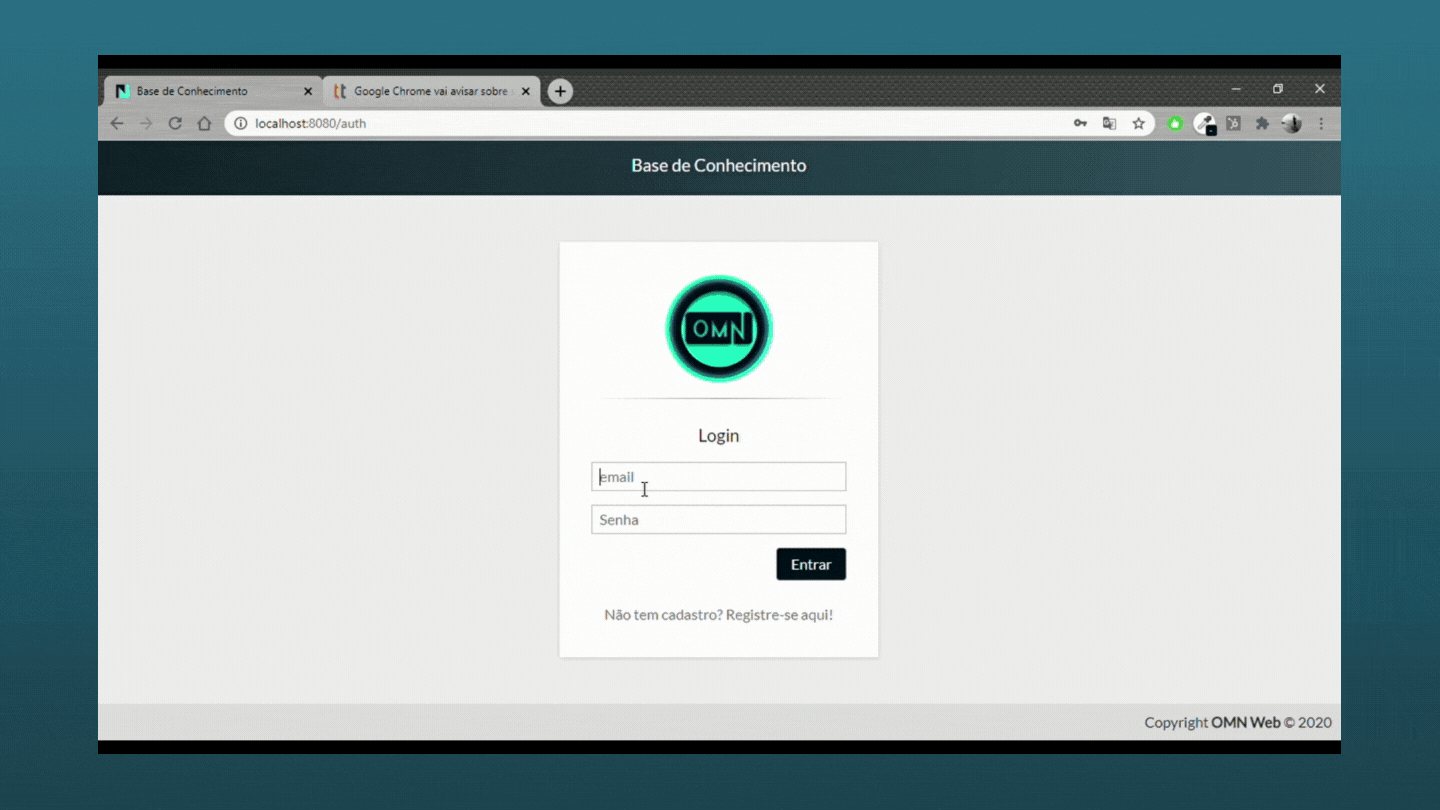 Base de Conhecimento
Google Chrome vai avisar sobre
localhost:8080/auth
Base de Conhecimento
OMN
Login
email
Senha
Entrar
Não tem cadastro? Registre-se aqui!
Copyright OMN Web © 2020